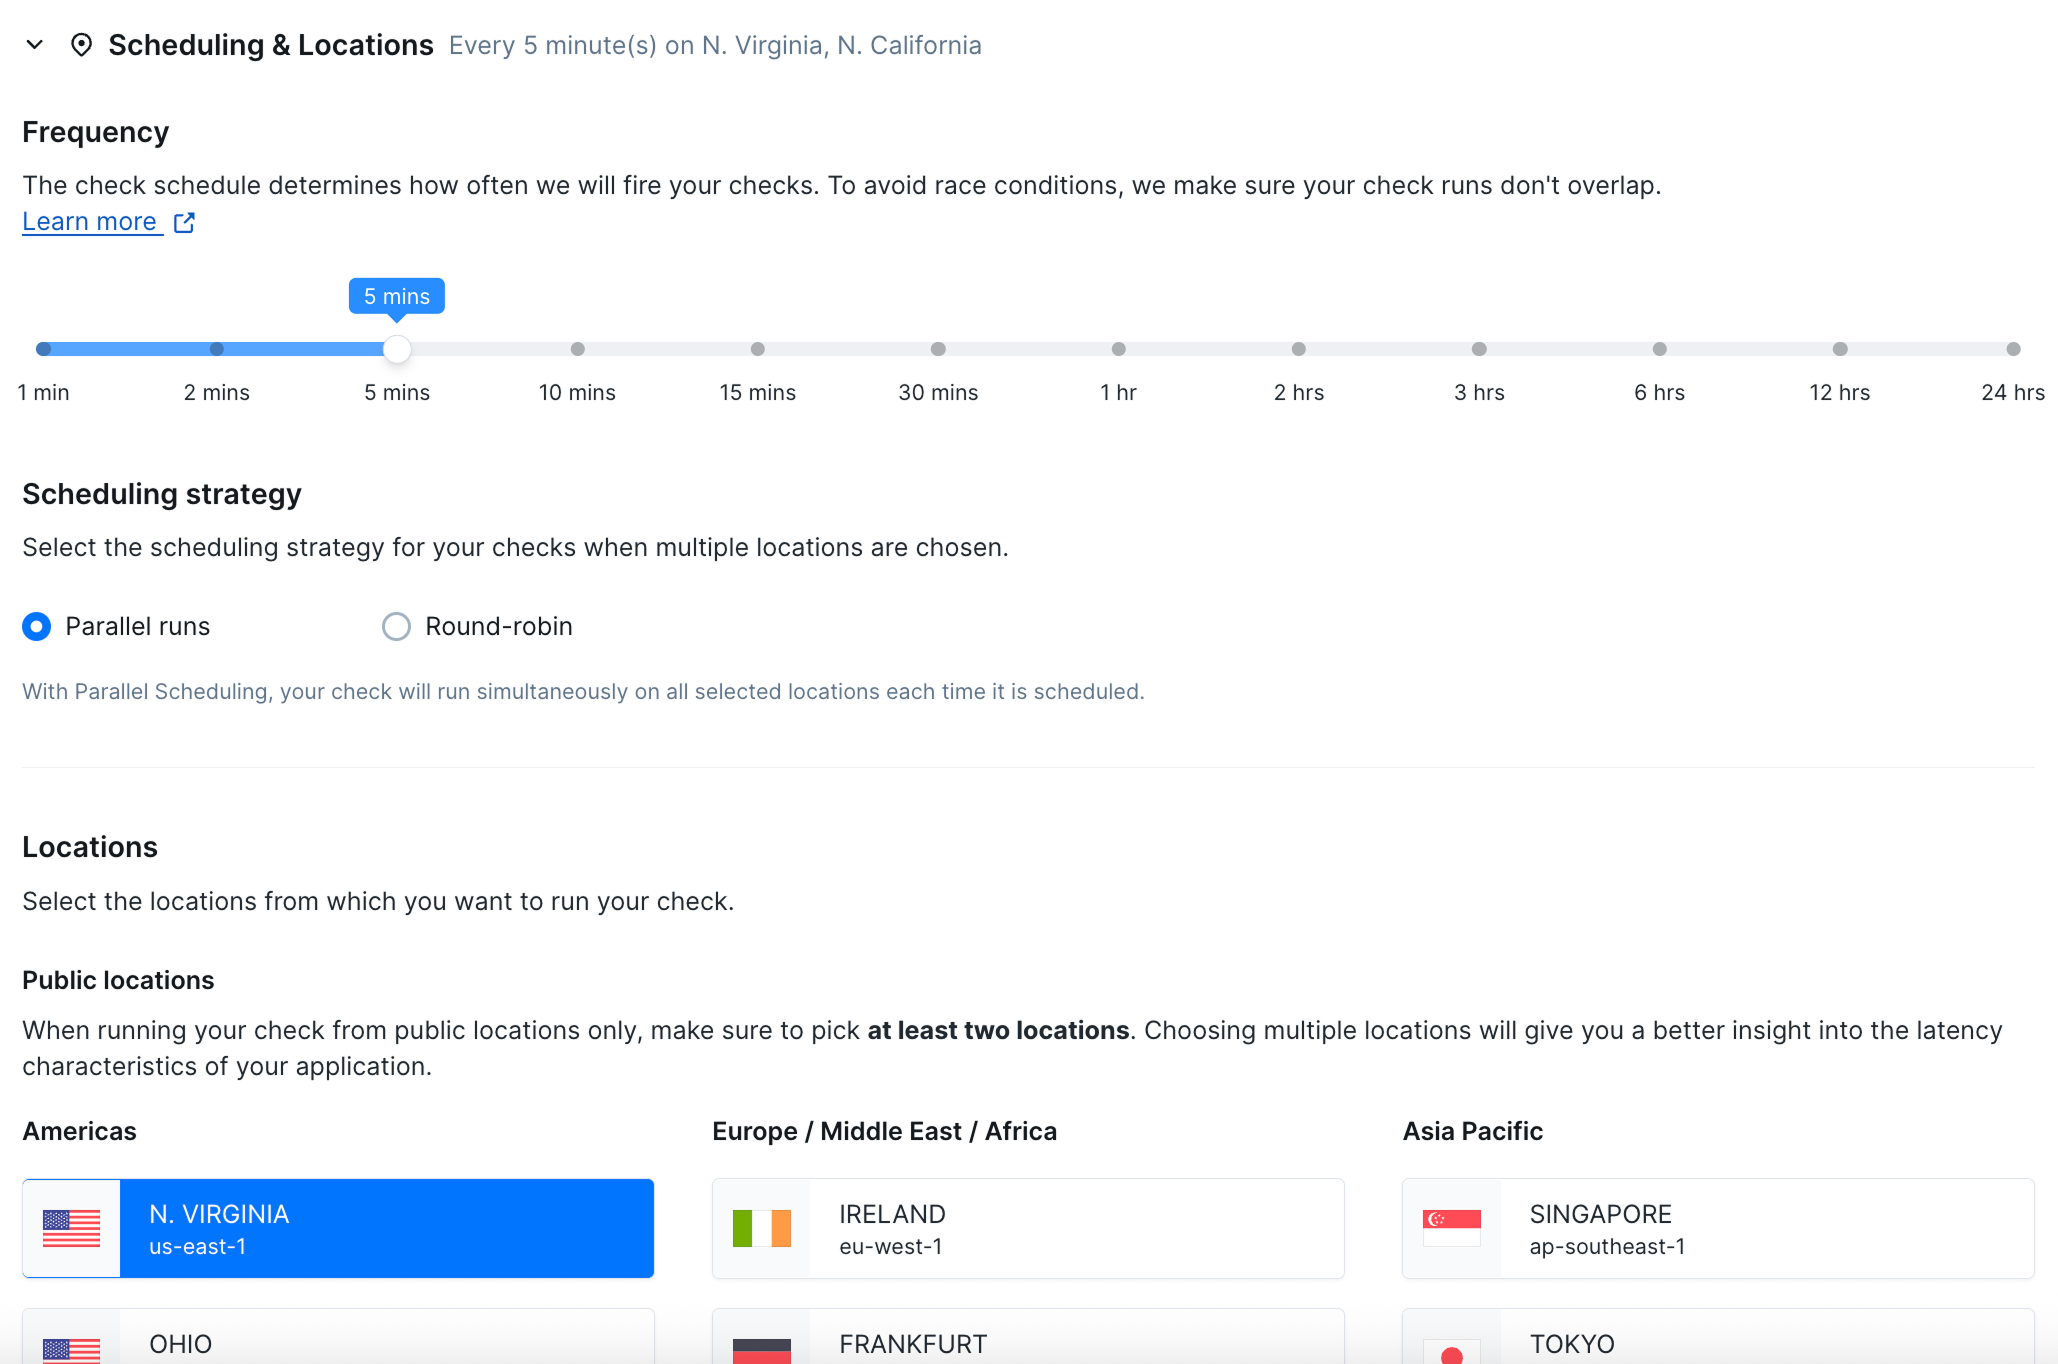 Scheduling & Locations Every 5 minute(s) on N. Virginia, N. California
Frequency
The check schedule determines how often we will fire your checks. To avoid race conditions, we make sure your check runs don't overlap.
Learn more
5 mins
1 min 2 mins 5 mins 10 mins 15 mins 30 mins 1 hr 2 hrs 3 hrs 6 hrs 12 hrs 24 hrs
Scheduling strategy
Select the scheduling strategy for your checks when multiple locations are chosen.
Parallel runs Round-robin
With Parallel Scheduling, your check will run simultaneously on all selected locations each time it is scheduled.
Locations
Select the locations from which you want to run your check.
Public locations
When running your check from public locations only, make sure to pick at least two locations. Choosing multiple locations will give you a better insight into the latency
characteristics of your application.
Americas Europe / Middle East / Africa Asia Pacific
N. VIRGINIA IRELAND SINGAPORE
us-east-1 eu-west-1 ap-southeast-1
OHIO FRANKFURT TOKYO